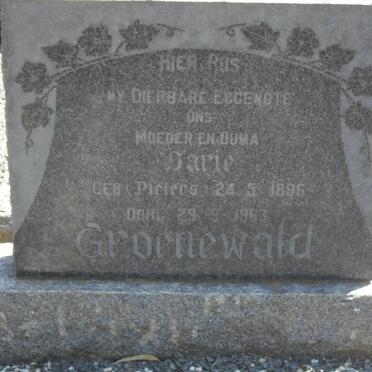 HIER RUS
MY DIERBARE EGGENOTE
ONS
MOEDER EN OUMA
Sarie
GEB (Pieters) 24. 5. 1896
OORL. 29. 1963
Groenewald